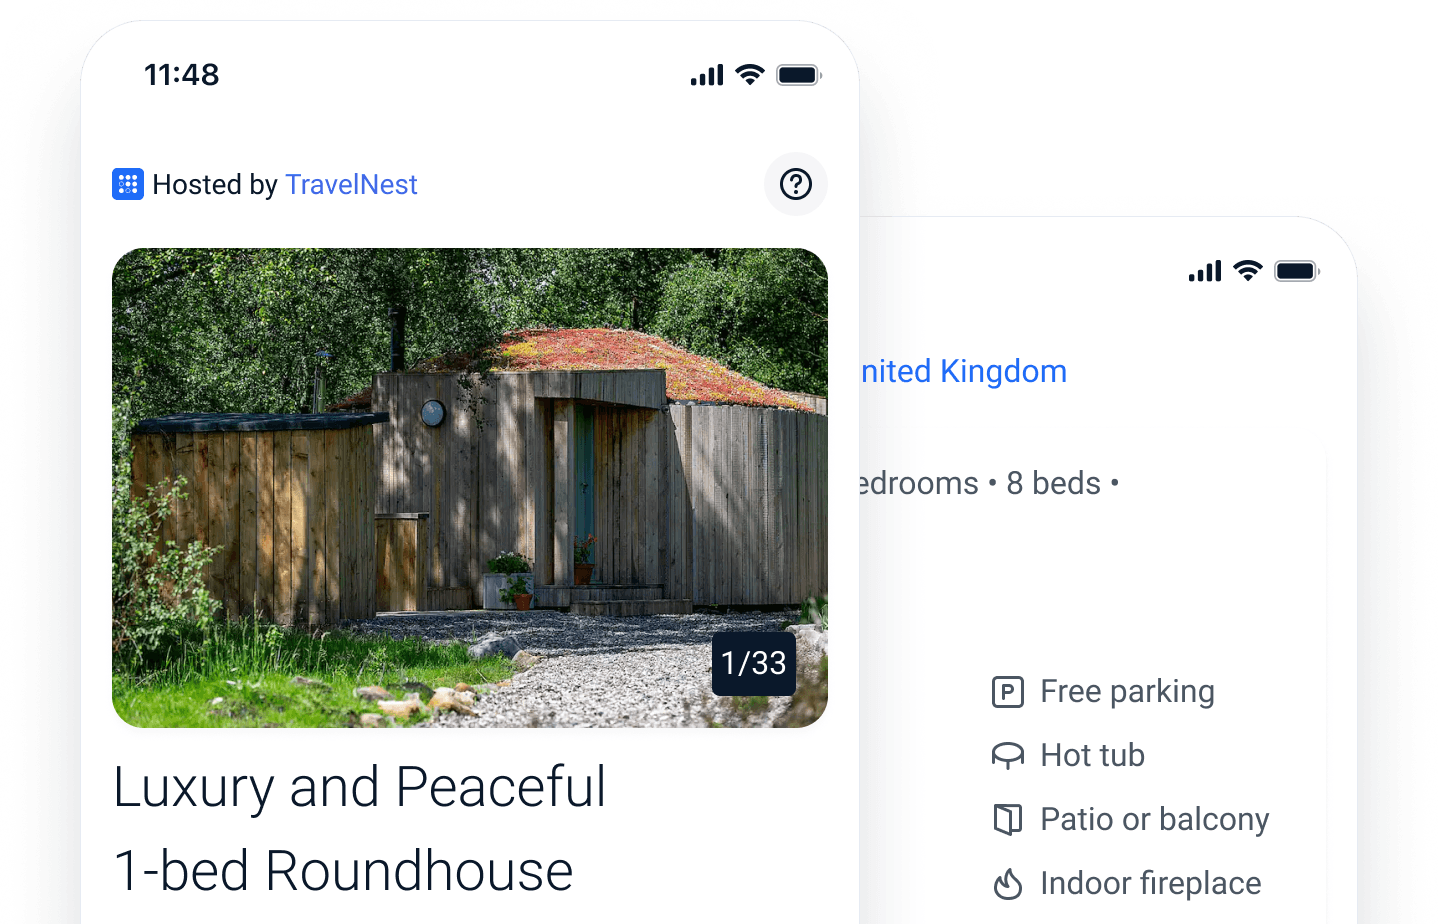 11:48
Hosted by TravelNest
1/33
Luxury and Peaceful
1-bed Roundhouse
nited Kingdom
edrooms • 8 beds •
P Free parking
Hot tub
Patio or balcony
Indoor fireplace